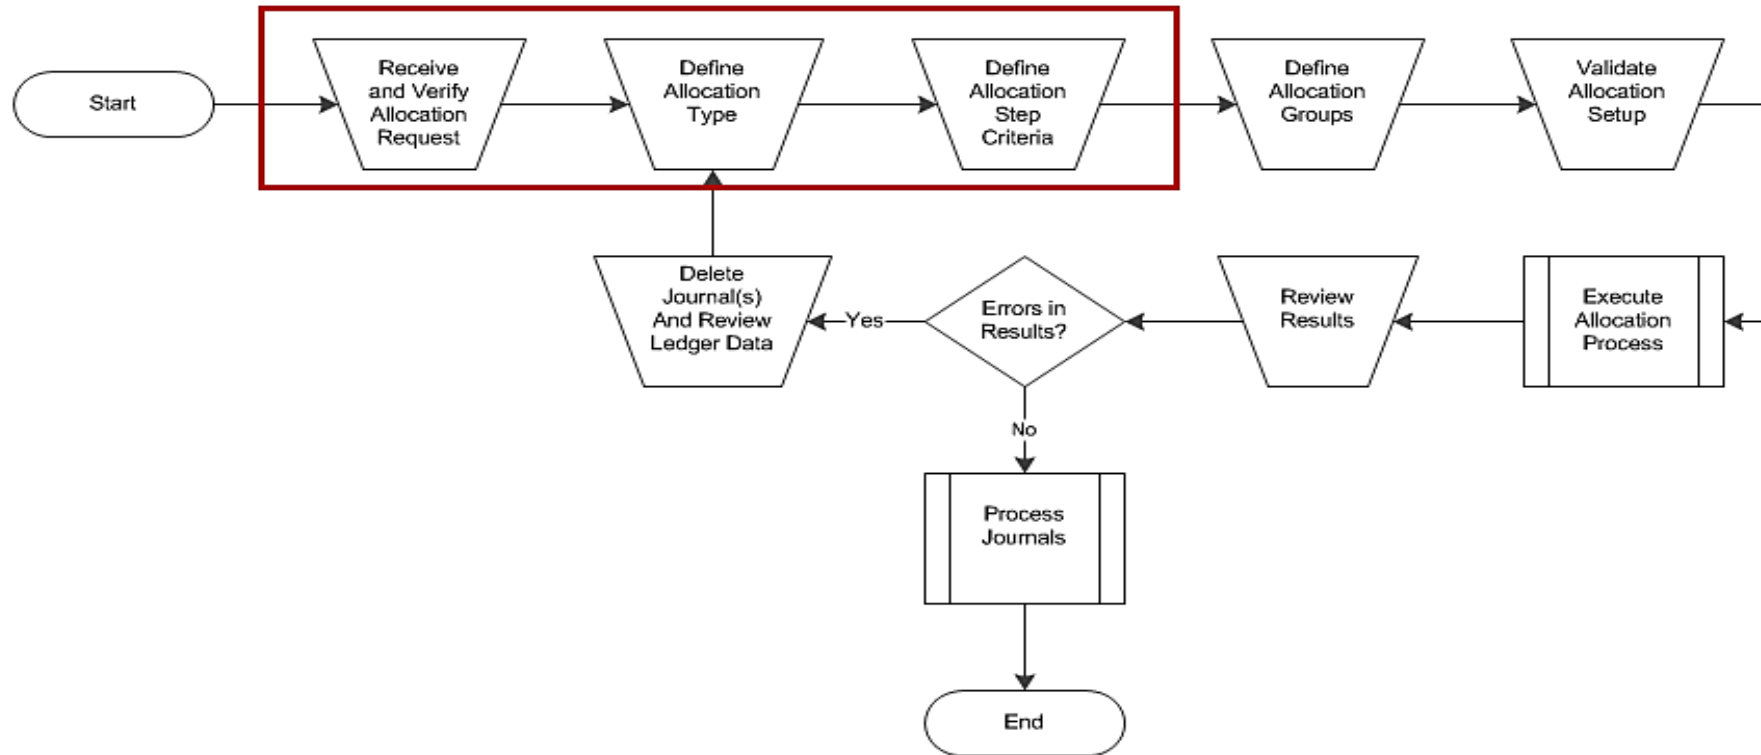 Start
Receive
and Verify
Allocation
Request
Define
Allocation
Type
Define
Allocation
Step
Criteria
Define
Allocation
Groups
Validate
Allocation
Setup
Execute
Allocation
Process
Review
Results
Errors in
Results?
Yes
Delete
Journal(s)
And Review
Ledger Data
No
Process
Journals
End